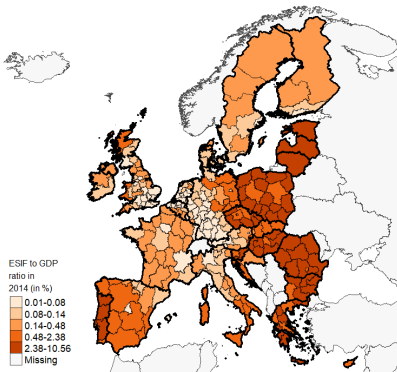 ESIF to GDP
ratio in
2014 (in %)
0.01-0.08
0.08-0.14
0.14-0.48
0.48-2.38
2.38-10.56
Missing